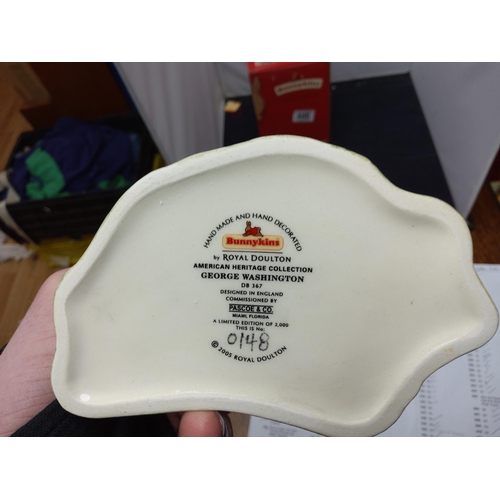 HAND MADE AND HAND DECORATED
Bunnykins
by ROYAL DOULTON
AMERICAN HERITAGE COLLECTION
GEORGE WASHINGTON
DB 367
DESIGNED IN ENGLAND
COMMISSIONED BY
PASCOE & CO.
MIAMI, FLORIDA
A LIMITED EDITION OF 2,000
THIS IS No:
0148
© 2005 ROYAL DOULTON
Bunnykins